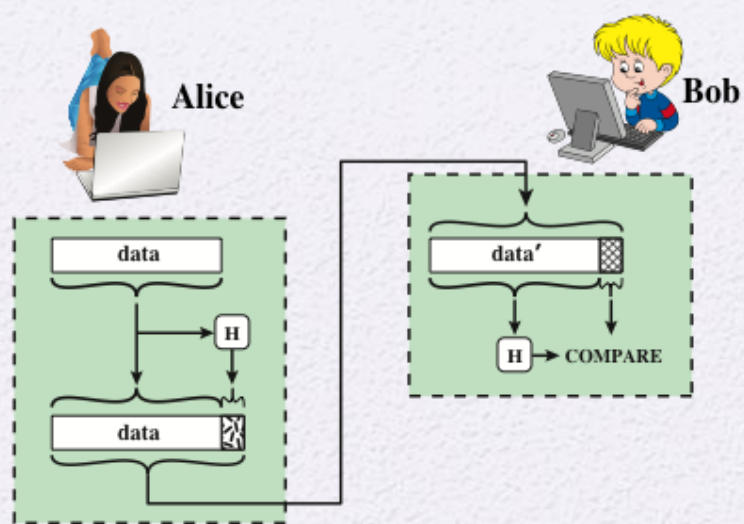 Alice
data
H
data
Bob
data′
H
COMPARE